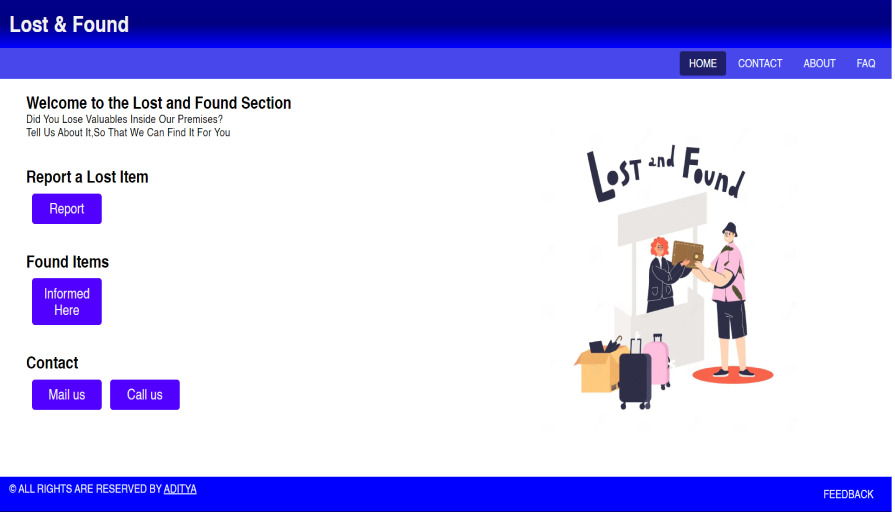 Lost & Found
HOME CONTACT ABOUT FAQ
Welcome to the Lost and Found Section
Did You Lose Valuables Inside Our Premises?
Tell Us About It,So That We Can Find It For You
Report a Lost Item
Report
Found Items
Informed
Here
Contact
Mail us Call us
Lost and Found
© ALL RIGHTS ARE RESERVED BY ADITYA
FEEDBACK